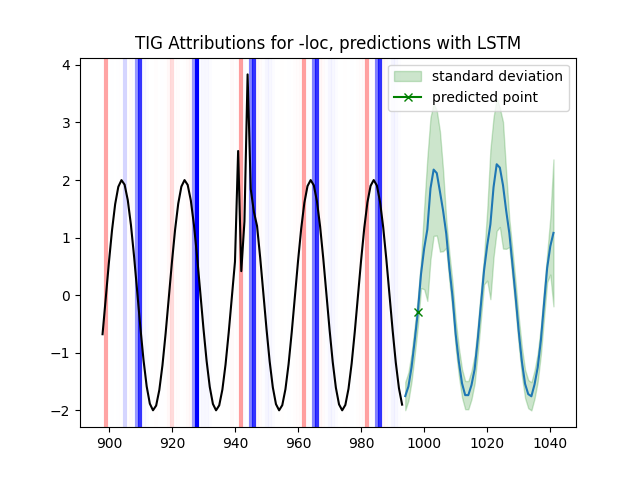 TIG Attributions for -loc, predictions with LSTM
standard deviation
predicted point
4
3
2
1
0
−1
−2
900 920 940 960 980 1000 1020 1040